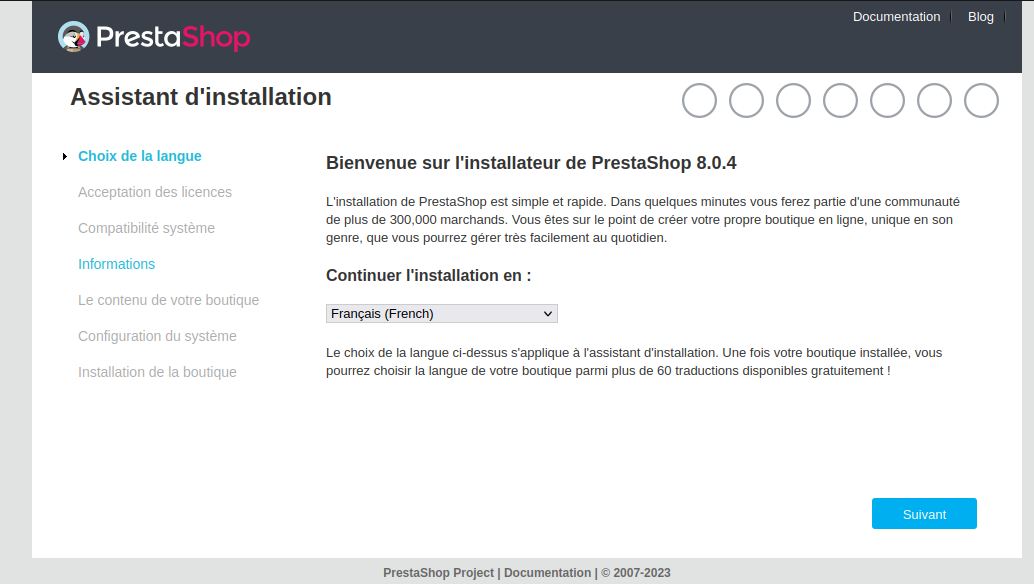 PrestaShop
Documentation
Blog
Assistant d'installation
Choix de la langue
Acceptation des licences
Compatibilité système
Informations
Le contenu de votre boutique
Configuration du système
Installation de la boutique
Bienvenue sur l'installateur de PrestaShop 8.0.4
L'installation de PrestaShop est simple et rapide. Dans quelques minutes vous ferez partie d'une communauté
de plus de 300,000 marchands. Vous êtes sur le point de créer votre propre boutique en ligne, unique en son
genre, que vous pourrez gérer très facilement au quotidien.
Continuer l'installation en :
Français (French)
Le choix de la langue ci-dessus s'applique à l'assistant d'installation. Une fois votre boutique installée, vous
pourrez choisir la langue de votre boutique parmi plus de 60 traductions disponibles gratuitement !
Suivant
PrestaShop Project | Documentation | © 2007-2023